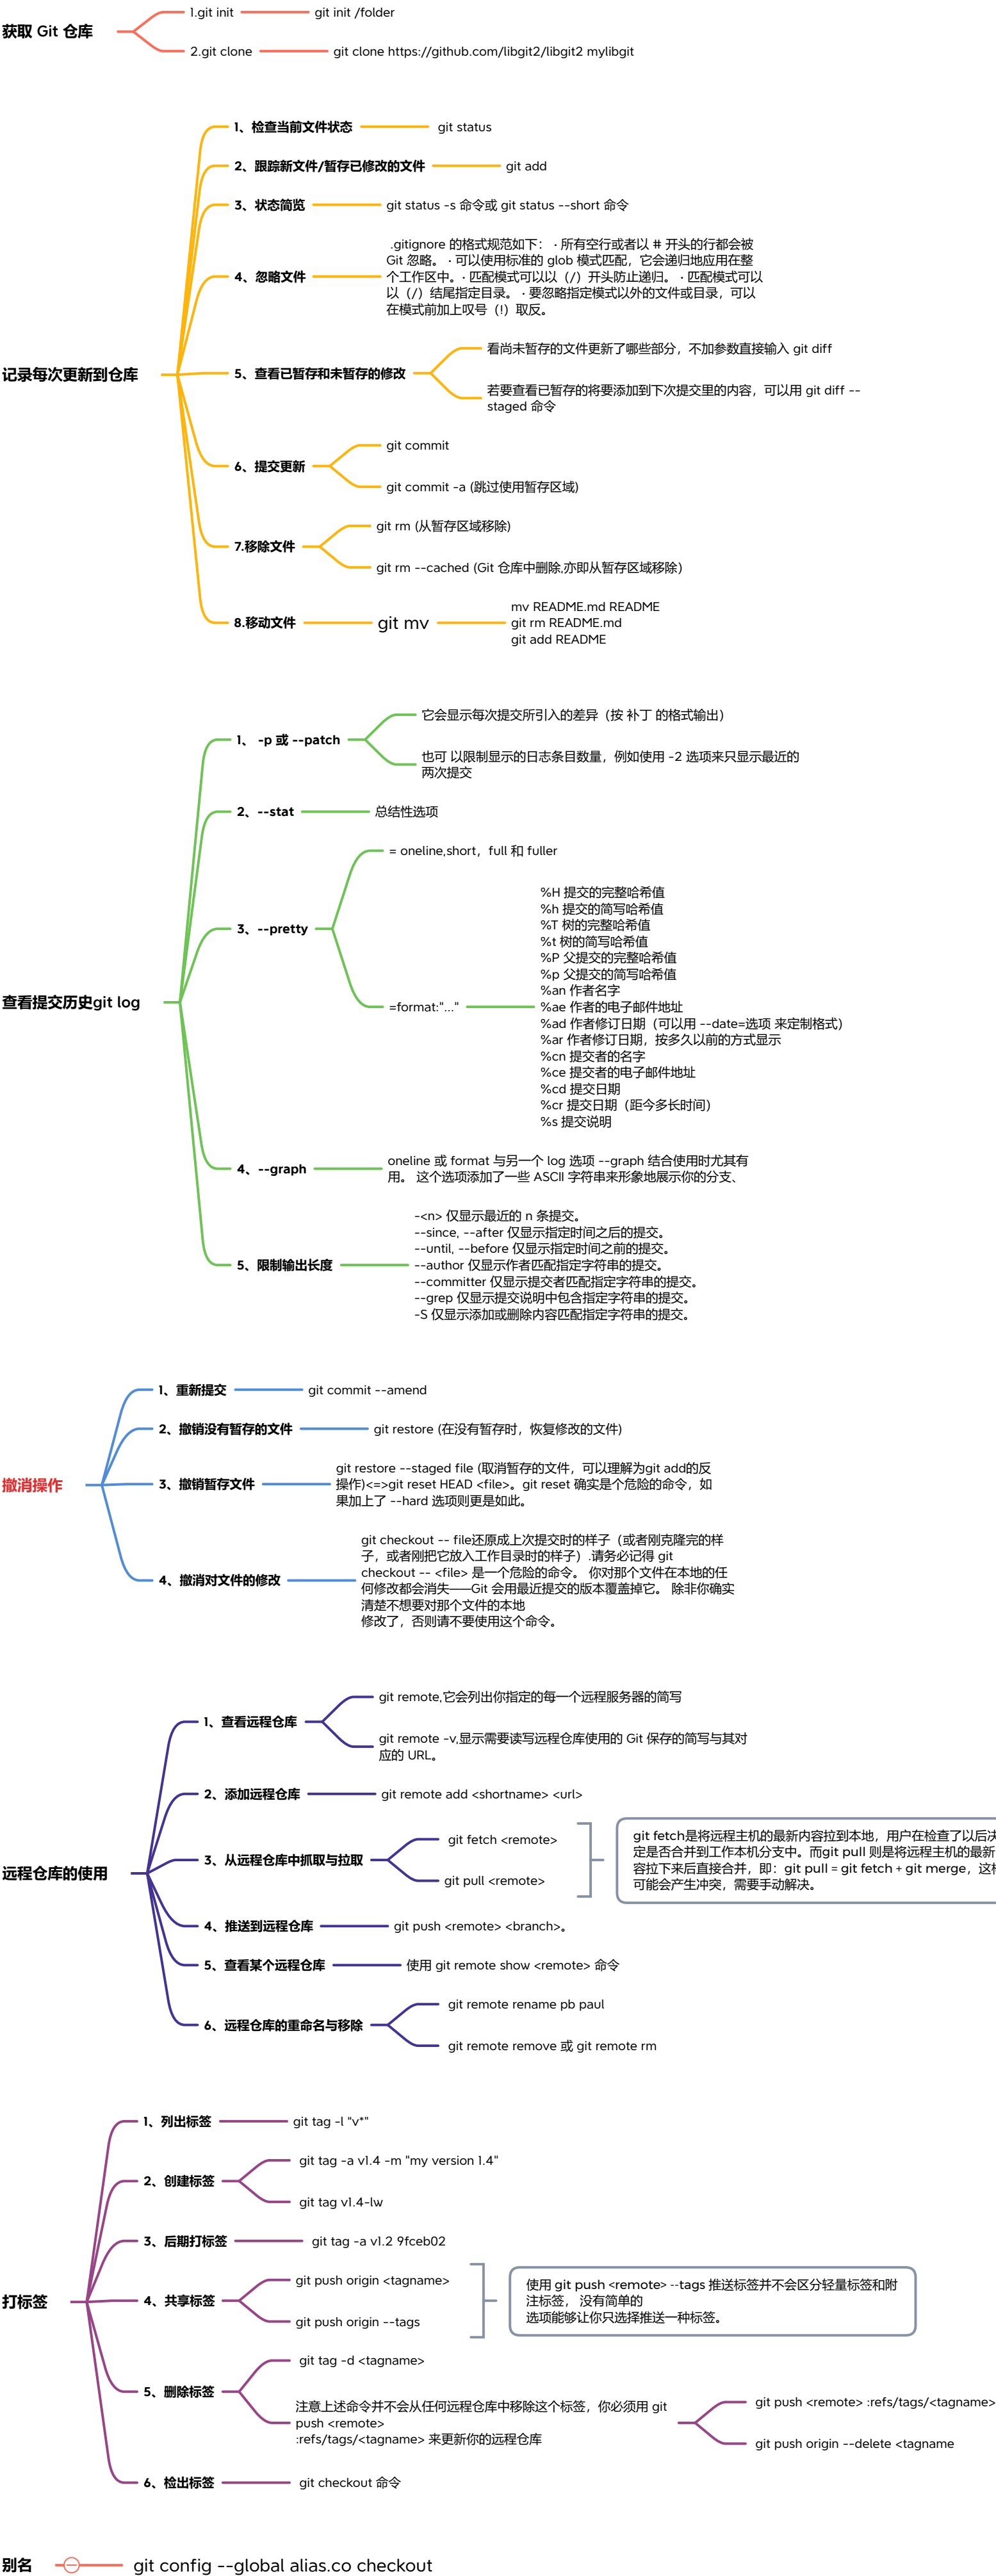 获取 Git 仓库
1.git init
git init /folder
2.git clone
git clone https://github.com/libgit2/libgit2 mylibgit
记录每次更新到仓库
1、检查当前文件状态
git status
2、跟踪新文件/暂存已修改的文件
git add
3、状态简览
git status -s 命令或 git status --short 命令
4、忽略文件
.gitignore 的格式规范如下： · 所有空行或者以 # 开头的行都会被
Git 忽略。 · 可以使用标准的 glob 模式匹配，它会递归地应用在整
个工作区中。· 匹配模式可以以（/）开头防止递归。 · 匹配模式可以
以（/）结尾指定目录。 · 要忽略指定模式以外的文件或目录，可以
在模式前加上叹号（!）取反。
5、查看已暂存和未暂存的修改
看尚未暂存的文件更新了哪些部分，不加参数直接输入 git diff
若要查看已暂存的将要添加到下次提交里的内容，可以用 git diff --
staged 命令
6、提交更新
git commit
git commit -a (跳过使用暂存区域)
7.移除文件
git rm (从暂存区域移除)
git rm --cached (Git 仓库中删除,亦即从暂存区域移除)
8.移动文件
git mv
mv README.md README
git rm README.md
git add README
查看提交历史git log
1、 -p 或 --patch
它会显示每次提交所引入的差异（按 补丁 的格式输出）
也可 以限制显示的日志条目数量，例如使用 -2 选项来只显示最近的
两次提交
2、--stat
总结性选项
3、--pretty
= oneline,short，full 和 fuller
=format:"..."
%H 提交的完整哈希值
%h 提交的简写哈希值
%T 树的完整哈希值
%t 树的简写哈希值
%P 父提交的完整哈希值
%p 父提交的简写哈希值
%an 作者名字
%ae 作者的电子邮件地址
%ad 作者修订日期（可以用 --date=选项 来定制格式）
%ar 作者修订日期，按多久以前的方式显示
%cn 提交者的名字
%ce 提交者的电子邮件地址
%cd 提交日期
%cr 提交日期（距今多长时间）
%s 提交说明
4、--graph
oneline 或 format 与另一个 log 选项 --graph 结合使用时尤其有
用。 这个选项添加了一些 ASCII 字符串来形象地展示你的分支、
5、限制输出长度
-<n> 仅显示最近的 n 条提交。
--since, --after 仅显示指定时间之后的提交。
--until, --before 仅显示指定时间之前的提交。
--author 仅显示作者匹配指定字符串的提交。
--committer 仅显示提交者匹配指定字符串的提交。
--grep 仅显示提交说明中包含指定字符串的提交。
-S 仅显示添加或删除内容匹配指定字符串的提交。
撤消操作
1、重新提交
git commit --amend
2、撤销没有暂存的文件
git restore (在没有暂存时，恢复修改的文件)
3、撤销暂存文件
git restore --staged file (取消暂存的文件，可以理解为git add的反
操作)<=>git reset HEAD <file>。git reset 确实是个危险的命令，如
果加上了 --hard 选项则更是如此。
4、撤消对文件的修改
git checkout -- file还原成上次提交时的样子（或者刚克隆完的样
子，或者刚把它放入工作目录时的样子）.请务必记得 git
checkout -- <file> 是一个危险的命令。 你对那个文件在本地的任
何修改都会消失——Git 会用最近提交的版本覆盖掉它。 除非你确实
清楚不想要对那个文件的本地
修改了，否则请不要使用这个命令。
远程仓库的使用
1、查看远程仓库
git remote,它会列出你指定的每一个远程服务器的简写
git remote -v,显示需要读写远程仓库使用的 Git 保存的简写与其对
应的 URL。
2、添加远程仓库
git remote add <shortname> <url>
3、从远程仓库中抓取与拉取
git fetch <remote>
git pull <remote>
git fetch是将远程主机的最新内容拉到本地，用户在检查了以后决
定是否合并到工作本机分支中。而git pull 则是将远程主机的最新
容拉下来后直接合并，即：git pull = git fetch + git merge，这样
可能会产生冲突，需要手动解决。
4、推送到远程仓库
git push <remote> <branch>。
5、查看某个远程仓库
使用 git remote show <remote> 命令
6、远程仓库的重命名与移除
git remote rename pb paul
git remote remove 或 git remote rm
打标签
1、列出标签
git tag -l "v*"
2、创建标签
git tag -a v1.4 -m "my version 1.4"
git tag v1.4-lw
3、后期打标签
git tag -a v1.2 9fceb02
4、共享标签
git push origin <tagname>
git push origin --tags
使用 git push <remote> --tags 推送标签并不会区分轻量标签和附
注标签， 没有简单的
选项能够让你只选择推送一种标签。
5、删除标签
git tag -d <tagname>
注意上述命令并不会从任何远程仓库中移除这个标签，你必须用 git
push <remote>
:refs/tags/<tagname> 来更新你的远程仓库
git push <remote> :refs/tags/<tagname>
git push origin --delete <tagname
6、检出标签
git checkout 命令
别名
git config --global alias.co checkout